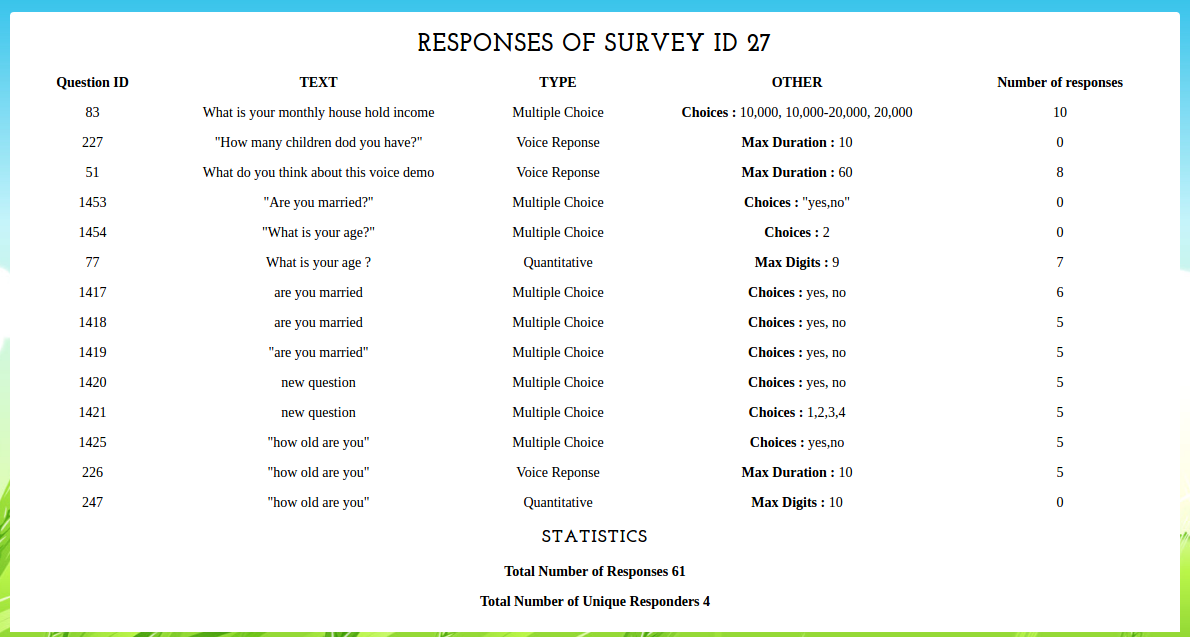 RESPONSES OF SURVEY ID 27
Question ID TEXT TYPE OTHER Number of responses
83 What is your monthly house hold income Multiple Choice Choices : 10,000, 10,000-20,000, 20,000 10
227 "How many children dod you have?" Voice Reponse Max Duration : 10 0
51 What do you think about this voice demo Voice Reponse Max Duration : 60 8
1453 "Are you married?" Multiple Choice Choices : "yes,no" 0
1454 "What is your age?" Multiple Choice Choices : 2 0
77 What is your age ? Quantitative Max Digits : 9 7
1417 are you married Multiple Choice Choices : yes, no 6
1418 are you married Multiple Choice Choices : yes, no 5
1419 "are you married" Multiple Choice Choices : yes, no 5
1420 new question Multiple Choice Choices : yes, no 5
1421 new question Multiple Choice Choices : 1,2,3,4 5
1425 "how old are you" Multiple Choice Choices : yes,no 5
226 "how old are you" Voice Reponse Max Duration : 10 5
247 "how old are you" Quantitative Max Digits : 10 0
STATISTICS
Total Number of Responses 61
Total Number of Unique Responders 4